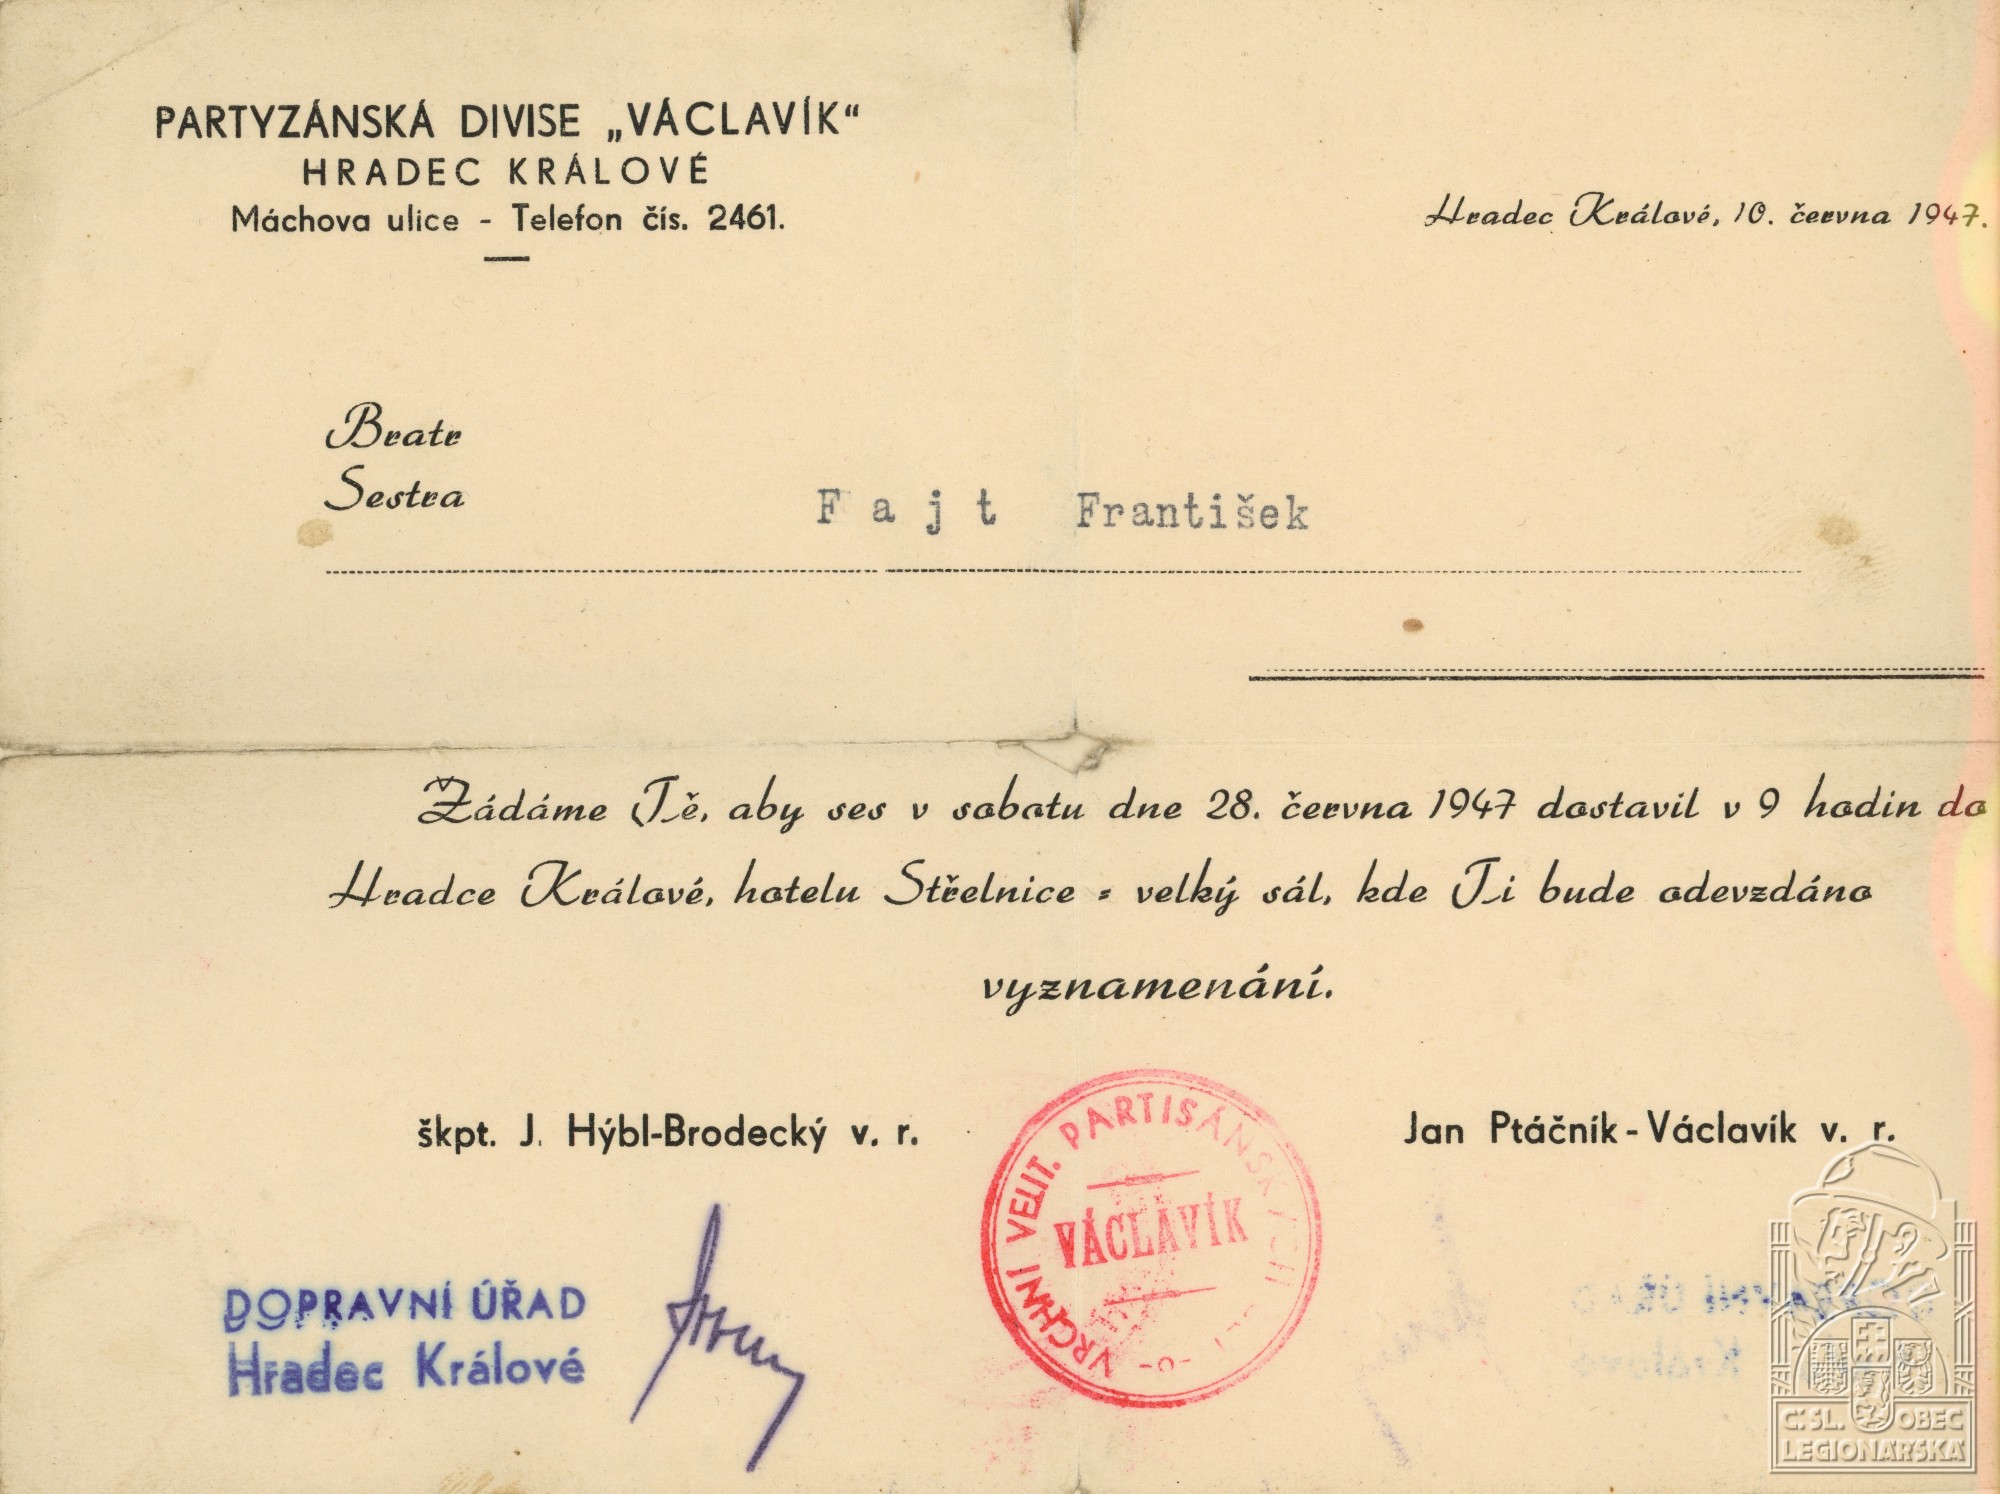 PARTYZÁNSKÁ DIVISE „VÁCLAVÍK“
HRADEC KRÁLOVÉ
Máchova ulice - Telefon čís. 2461.
Hradec Králové, 10. června 1947.
Bratr
Sestra
Fajt František
Žádáme Tě, aby ses v sobotu dne 28. června 1947 dostavil v 9 hodin do
Hradce Králové, hotelu Střelnice - velký sál, kde Ti bude odevzdáno
vyznamenání.
škpt. J. Hýbl-Brodecký v. r.
Jan Ptáčník-Václavík v. r.
VRCHNÍ VELIT. PARTISÁNSKÝCH
VÁCLAVÍK
DOPRAVNÍ ÚŘAD
Hradec Králové
Č. SL. OBEC
LEGIONÁŘSKÁ